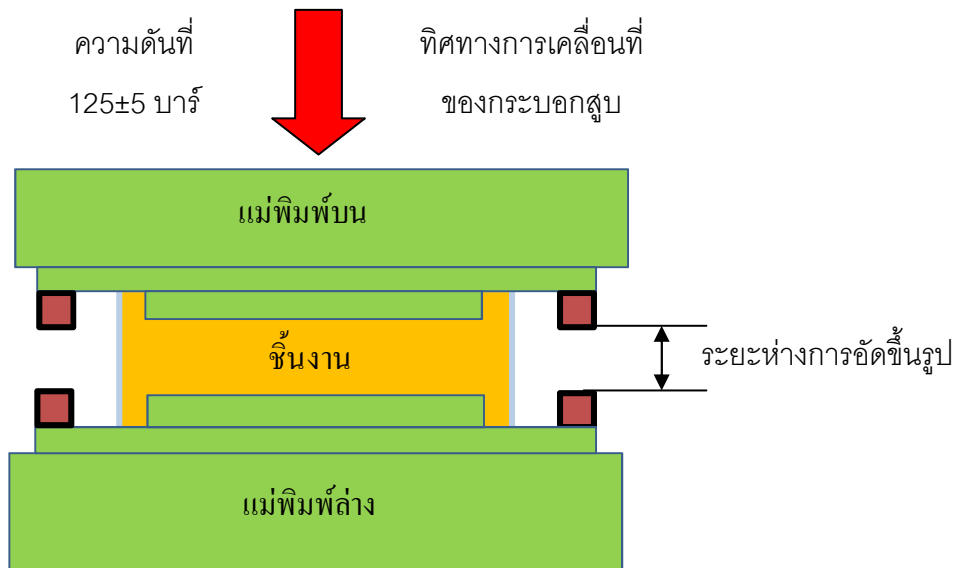 ความดันที่
125±5 บาร์
ทิศทางการเคลื่อนที่
ของกระบอกสูบ
แม่พิมพ์บน
ชิ้นงาน
ระยะห่างการอัดขึ้นรูป
แม่พิมพ์ล่าง